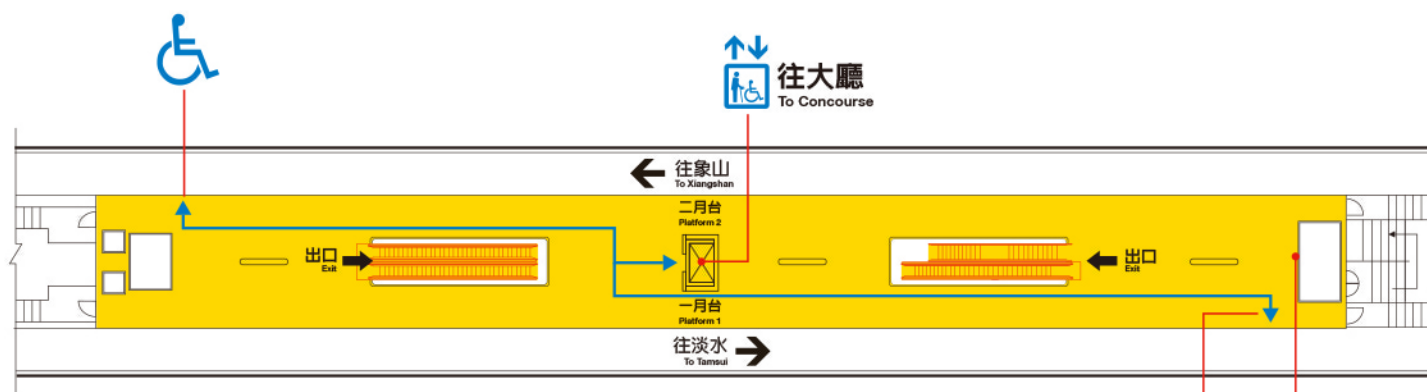 往大廳
To Concourse
往象山
To Xiangshan
二月台
Platform 2
出口
Exit
出口
Exit
一月台
Platform 1
往淡水
To Tamsui